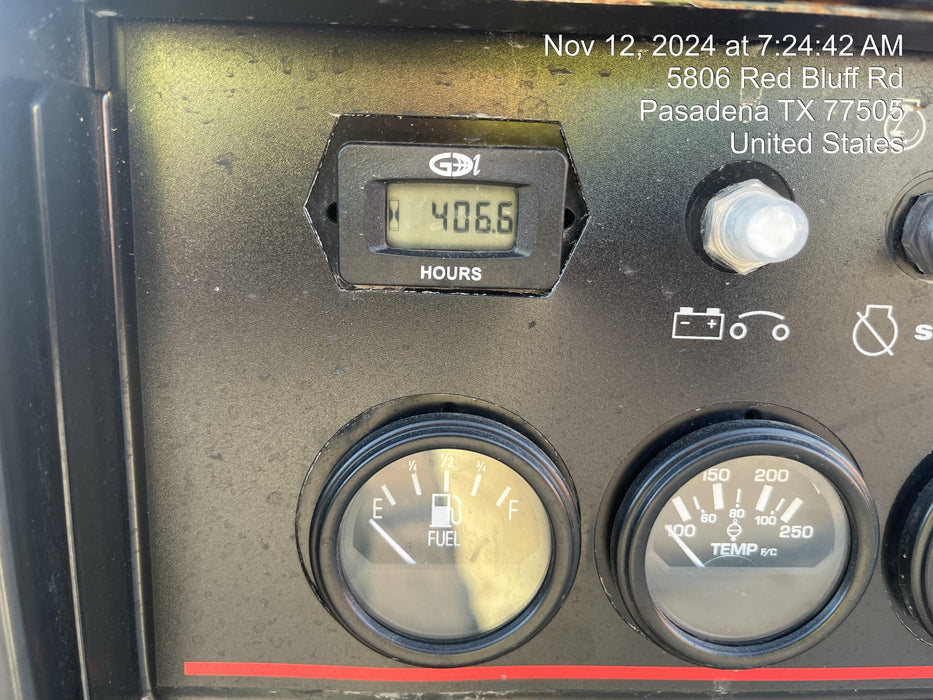 Nov 12, 2024 at 7:24:42 AM
5806 Red Bluff Rd
Pasadena TX 77505
United States
GDI
406.6
HOURS
E 1/4 1/2 3/4 F
FUEL
100 150 200 250
60 80 100
TEMP F/C